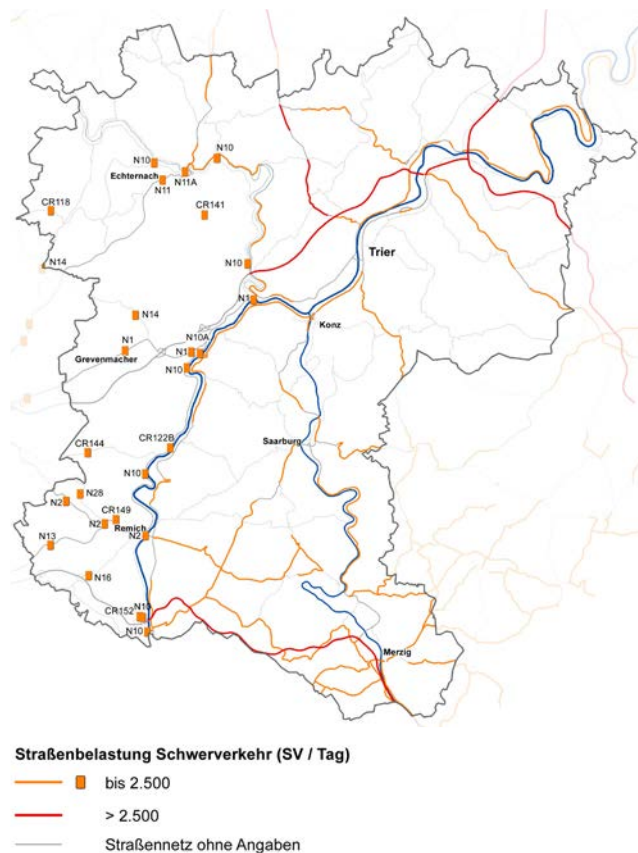 N10
N10
Echternach
N11A
N11
CR118
CR141
N14
N10
Trier
N1
N14
Konz
N1
N10A
Grevenmacher
N1
N10
CR122B
CR144
Saarburg
N10
N28
N2
CR149
N2
Remich
N2
N13
N16
N10
CR152
N10
Merzig
Straßenbelastung Schwerverkehr (SV / Tag)
bis 2.500
> 2.500
Straßennetz ohne Angaben